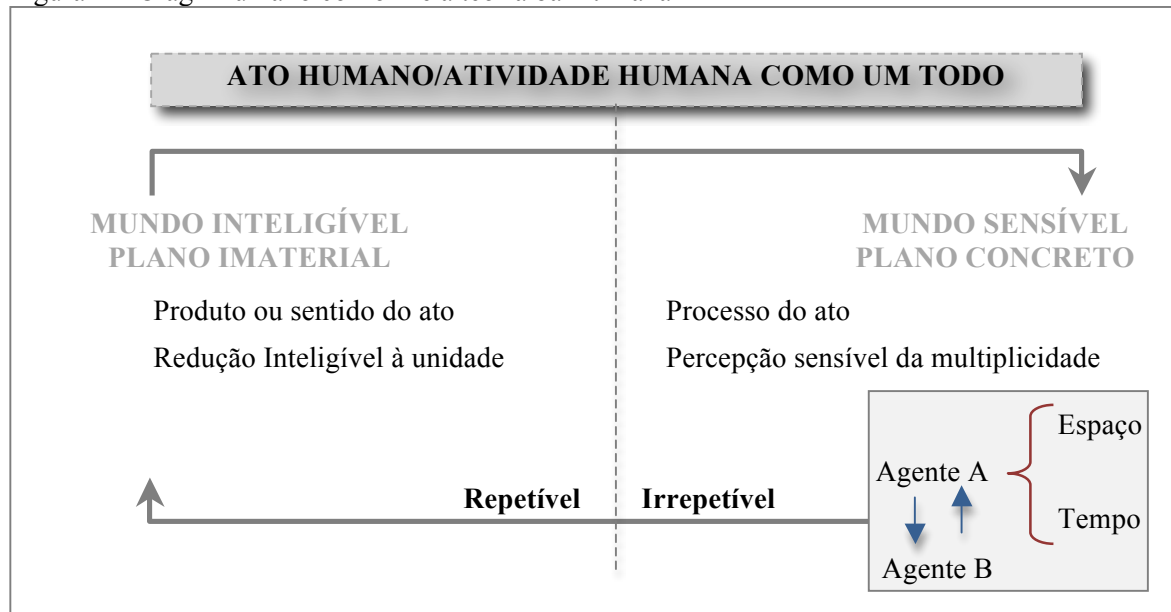 ATO HUMANO/ATIVIDADE HUMANA COMO UM TODO
MUNDO INTELIGÍVEL
PLANO IMATERIAL
Produto ou sentido do ato
Redução Inteligível à unidade
MUNDO SENSÍVEL
PLANO CONCRETO
Processo do ato
Percepção sensível da multiplicidade
Repetível
Irrepetível
Agente A
Espaço
Tempo
Agente B